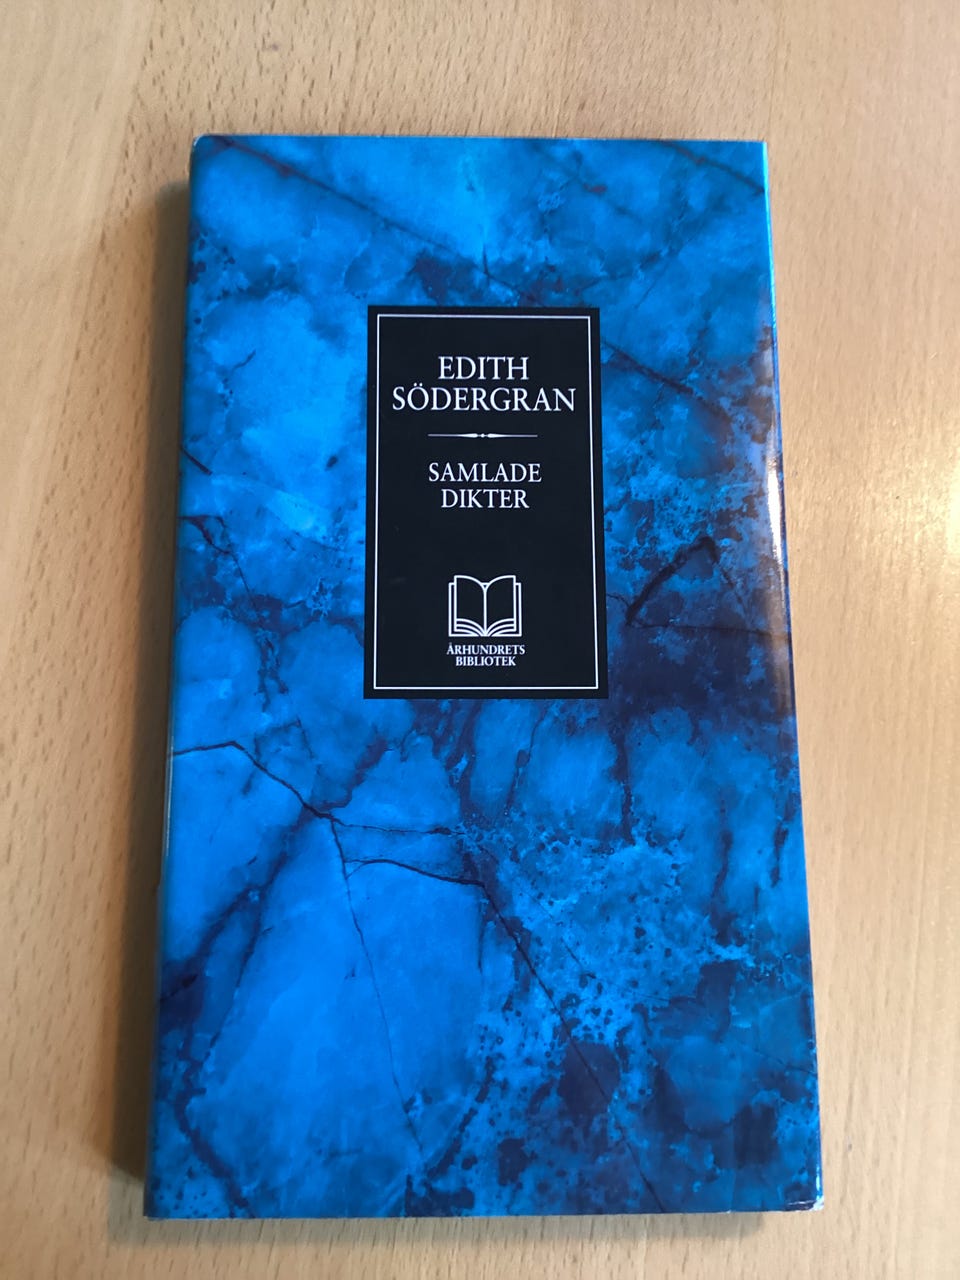 EDITH
SÖDERGRAN
SAMLADE
DIKTER
ÅRHUNDRETS
BIBLIOTEK